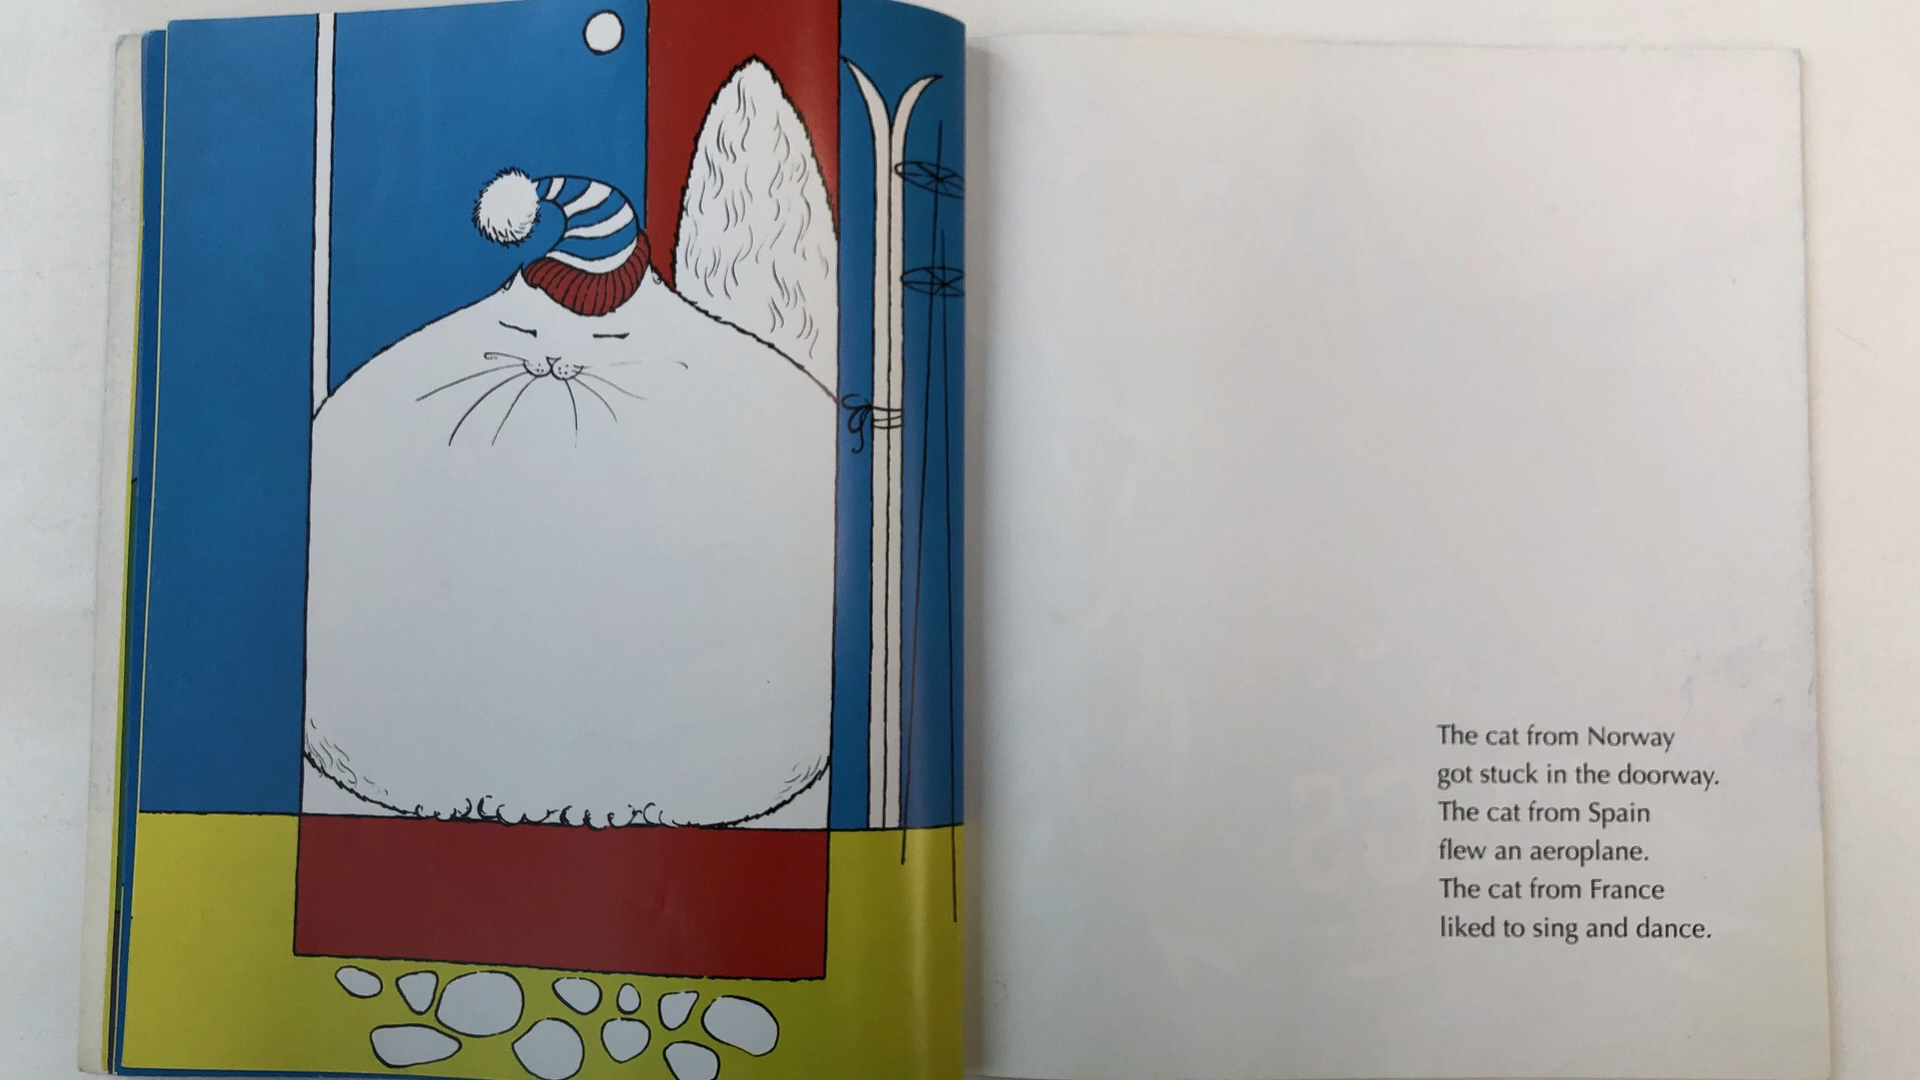 The cat from Norway
got stuck in the doorway.
The cat from Spain
flew an aeroplane.
The cat from France
liked to sing and dance.